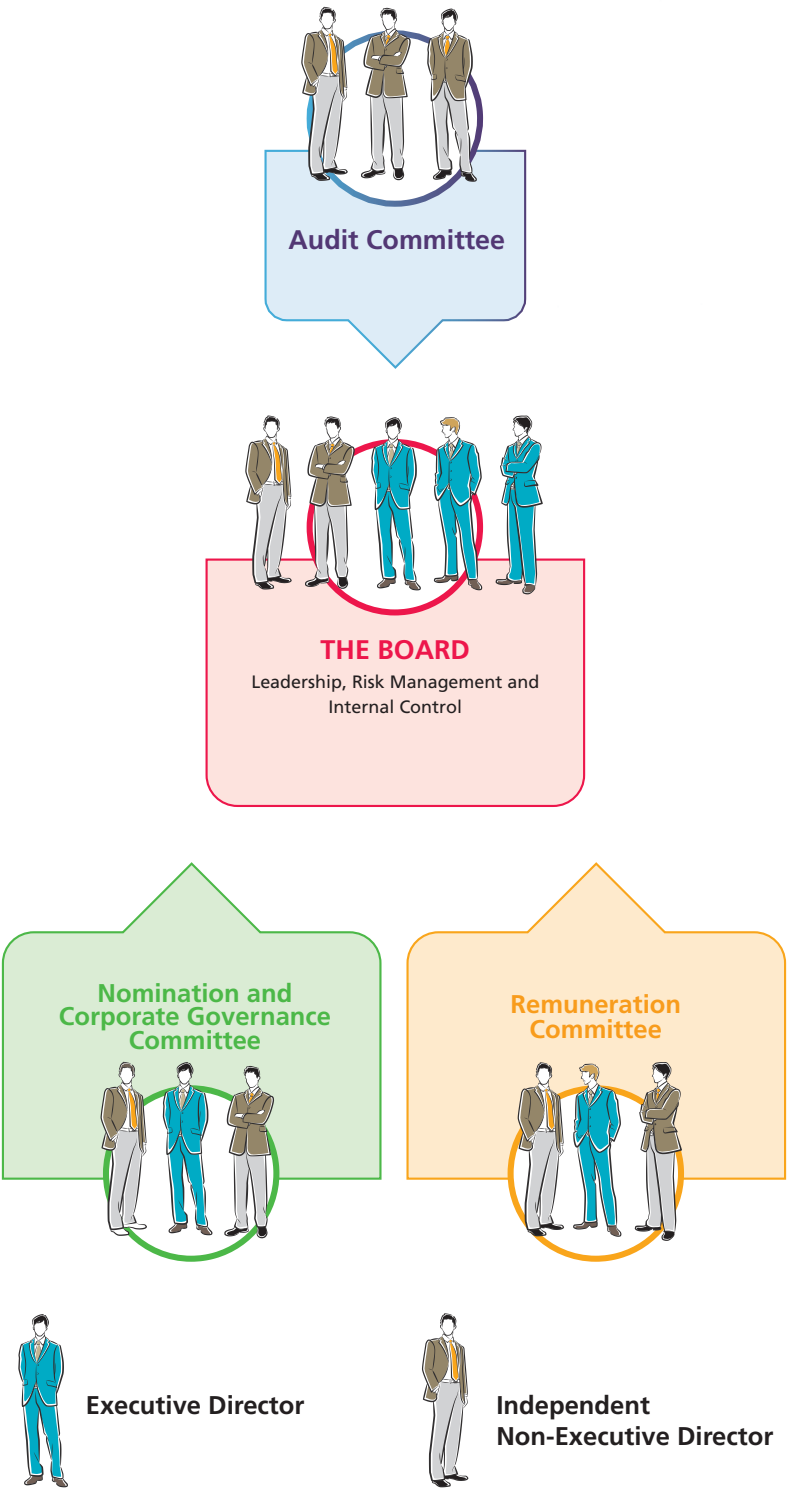 Audit Committee
THE BOARD
Leadership, Risk Management and
Internal Control
Nomination and
Corporate Governance
Committee
Remuneration
Committee
Executive Director
Independent
Non-Executive Director